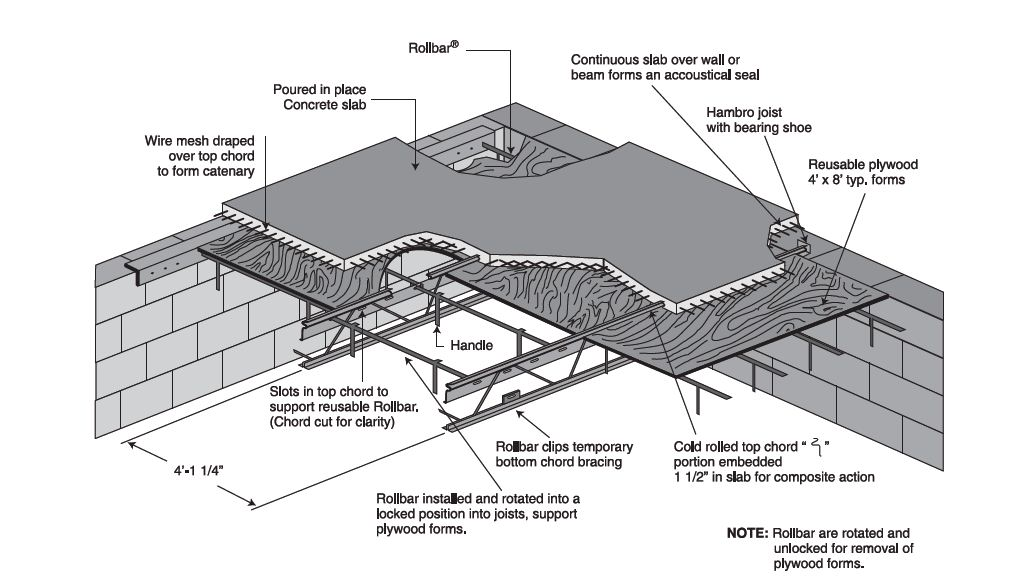 Rollbar®
Continuous slab over wall or
beam forms an accoustical seal
Poured in place
Concrete slab
Hambro joist
with bearing shoe
Wire mesh draped
over top chord
to form catenary
Reusable plywood
4' x 8' typ. forms
Handle
Slots in top chord to
support reusable Rollbar.
(Chord cut for clarity)
Rollbar clips temporary
bottom chord bracing
Cold rolled top chord " "
portion embedded
1 1/2" in slab for composite action
4'-1 1/4"
Rollbar installed and rotated into a
locked position into joists, support
plywood forms.
NOTE: Rollbar are rotated and
unlocked for removal of
plywood forms.